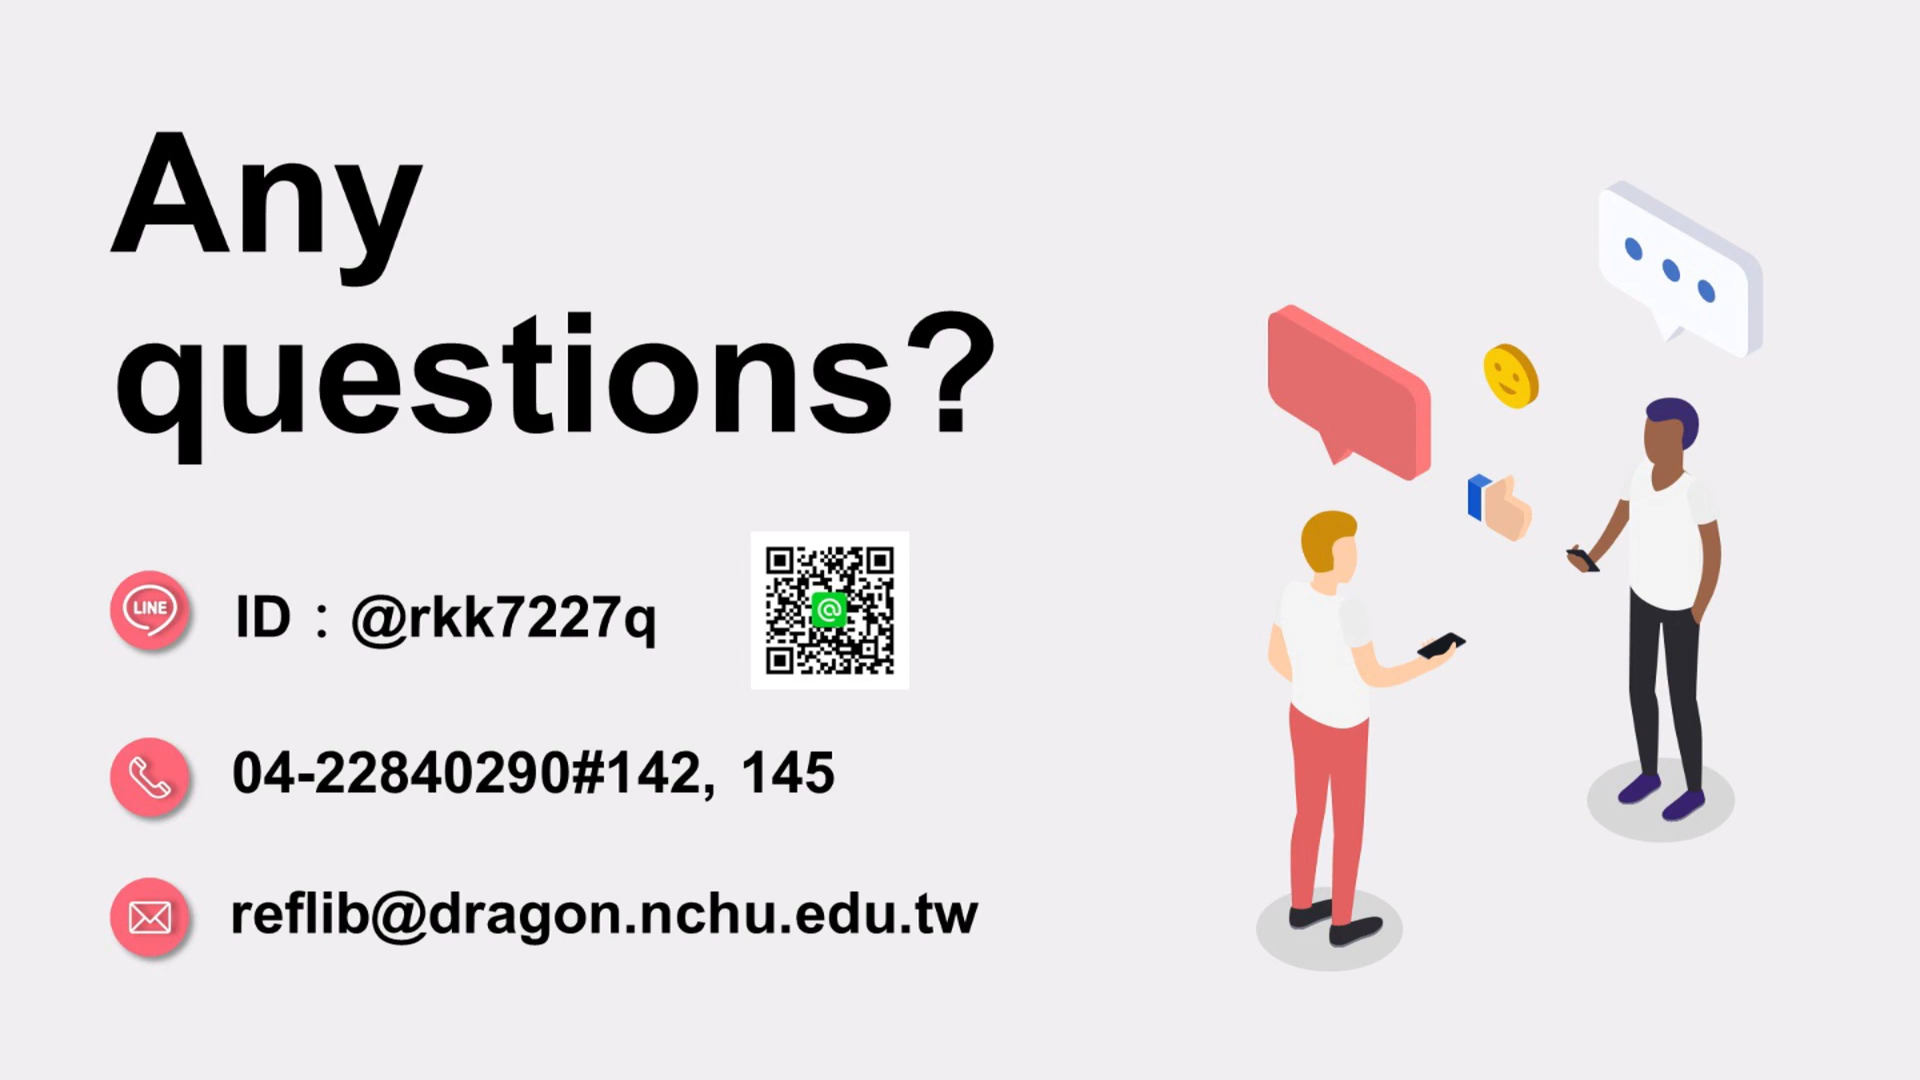 Any
questions?
LINE
ID：@rkk7227q
04-22840290#142, 145
reflib@dragon.nchu.edu.tw